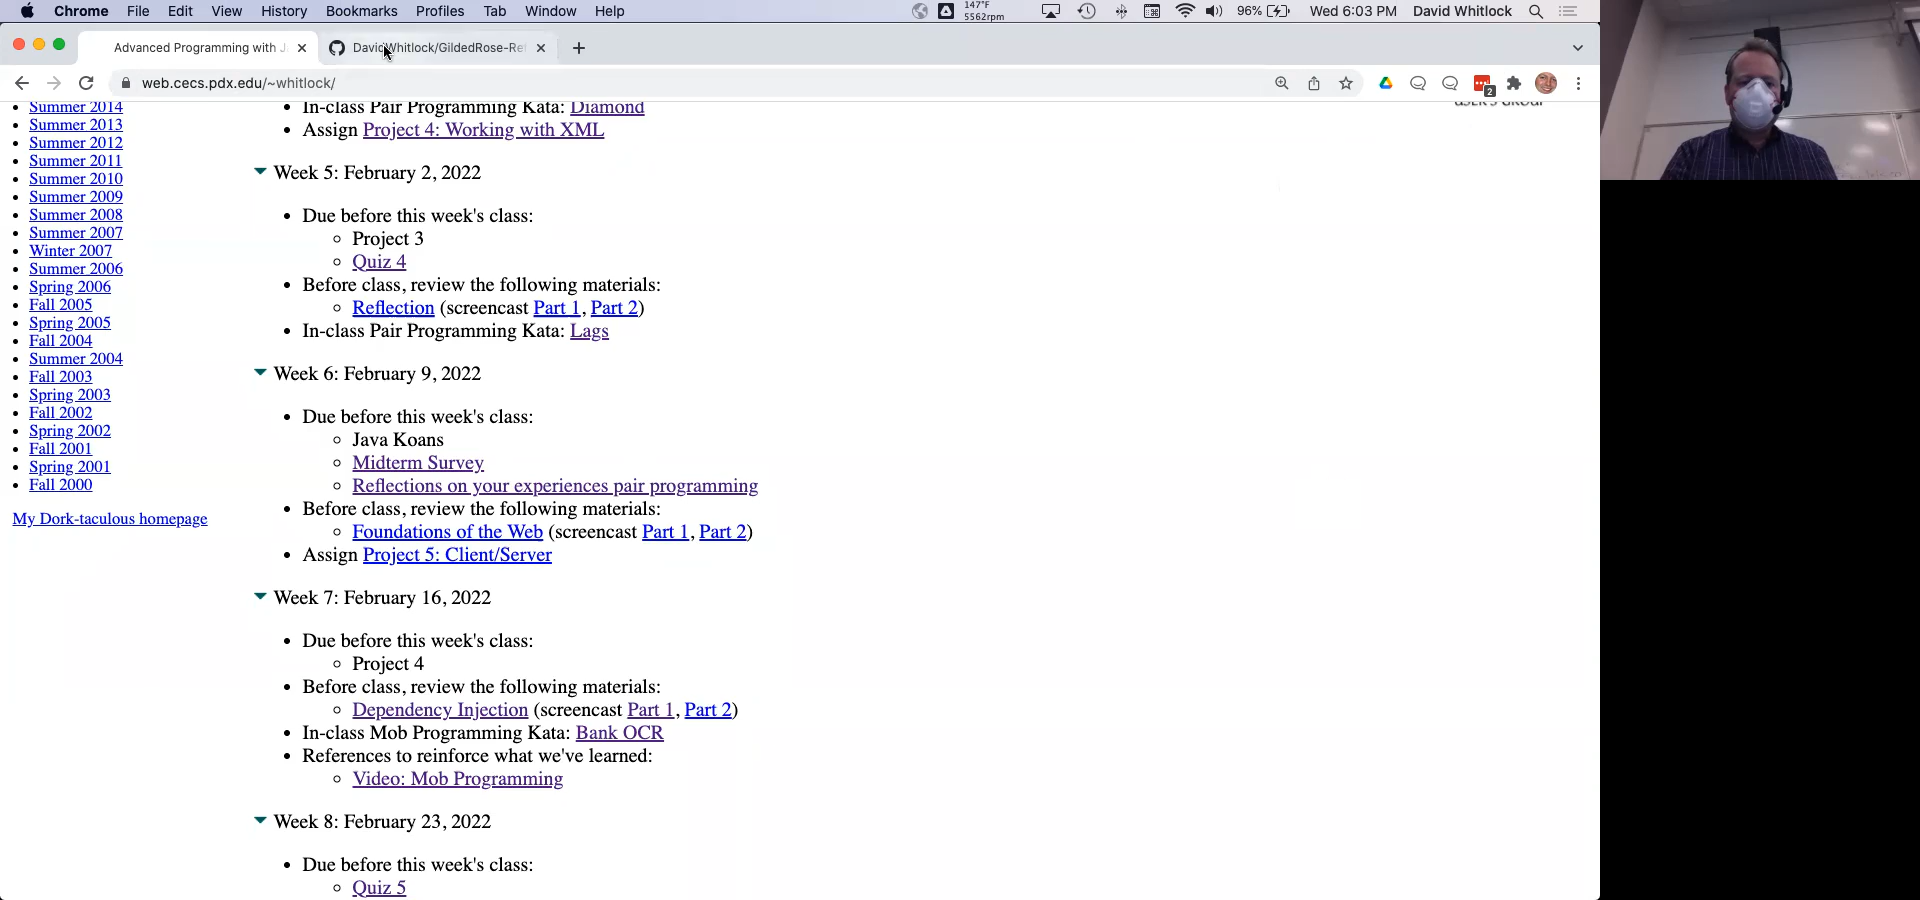 Chrome File Edit View History Bookmarks Profiles Tab Window Help 147°F 5562rpm 96% Wed 6:03 PM David Whitlock
Advanced Programming with J
DavidWhitlock/GildedRose-Re
web.cecs.pdx.edu/~whitlock/
2
Summer 2014
Summer 2013
Summer 2012
Summer 2011
Summer 2010
Summer 2009
Summer 2008
Summer 2007
Winter 2007
Summer 2006
Spring 2006
Fall 2005
Spring 2005
Fall 2004
Summer 2004
Fall 2003
Spring 2003
Fall 2002
Spring 2002
Fall 2001
Spring 2001
Fall 2000
My Dork-taculous homepage
In-class Pair Programming Kata: Diamond
Assign Project 4: Working with XML
Week 5: February 2, 2022
Due before this week's class:
Project 3
Quiz 4
Before class, review the following materials:
Reflection (screencast Part 1, Part 2)
In-class Pair Programming Kata: Lags
Week 6: February 9, 2022
Due before this week's class:
Java Koans
Midterm Survey
Reflections on your experiences pair programming
Before class, review the following materials:
Foundations of the Web (screencast Part 1, Part 2)
Assign Project 5: Client/Server
Week 7: February 16, 2022
Due before this week's class:
Project 4
Before class, review the following materials:
Dependency Injection (screencast Part 1, Part 2)
In-class Mob Programming Kata: Bank OCR
References to reinforce what we've learned:
Video: Mob Programming
Week 8: February 23, 2022
Due before this week's class:
Quiz 5